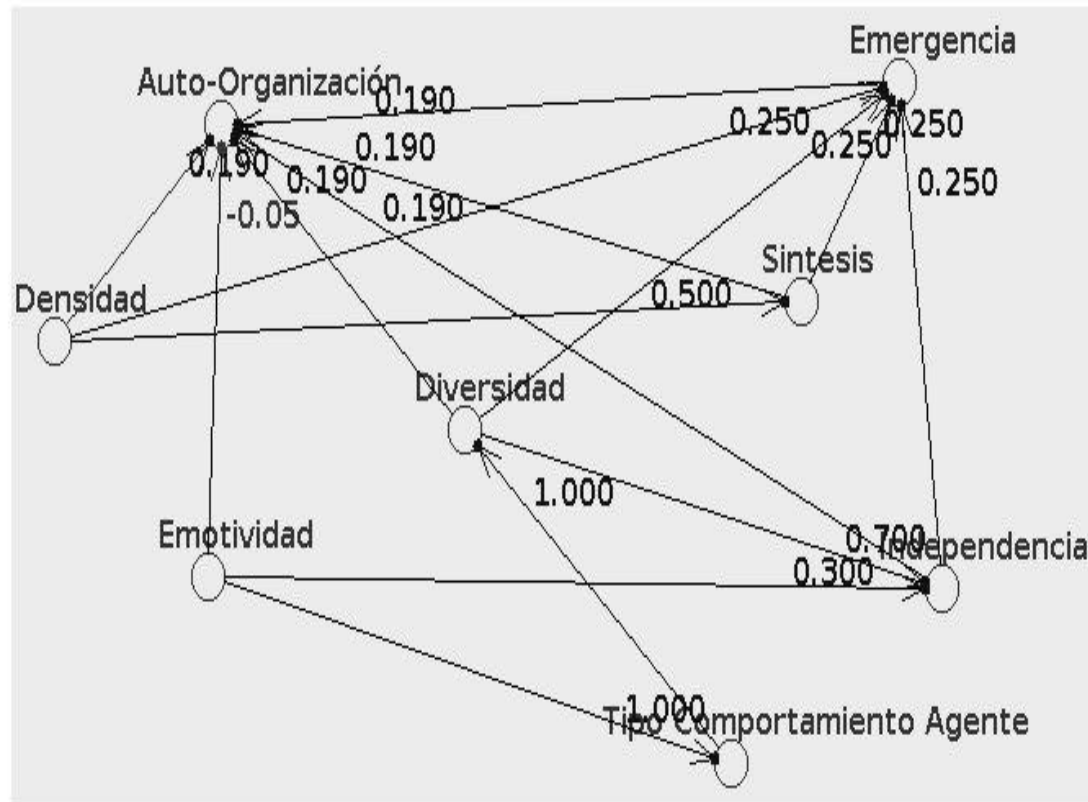 Emergencia
Auto-Organización
0.190
0.250
0.250
0.190
0.250
0.190
0.190
0.250
0.190
-0.05
Sintesis
Densidad
0.500
Diversidad
1.000
Emotividad
0.700
Independencia
0.300
1.000
Tipo Comportamiento Agente